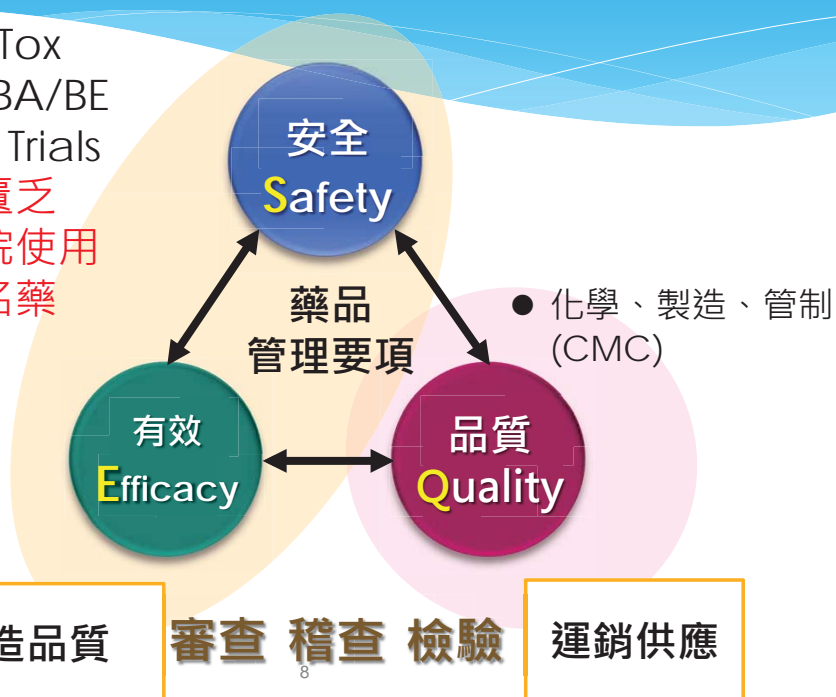 Tox
BA/BE
Trials
匱乏
院使用
名藥
安全
Safety
藥品
管理要項
● 化學、製造、管制
(CMC)
有效
Efficacy
品質
Quality
造品質
審查 稽查 檢驗
運銷供應
8